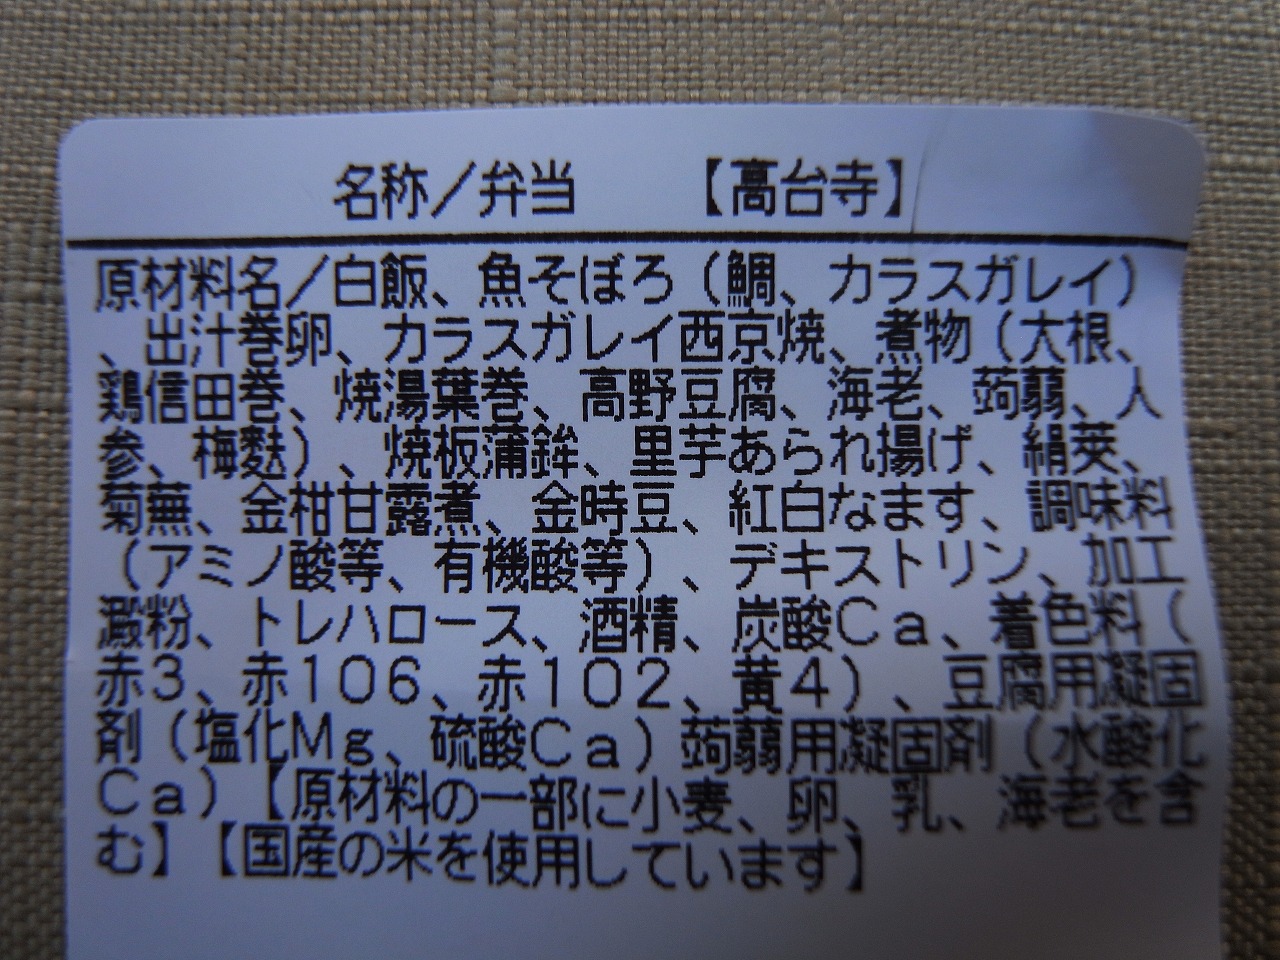 名称／弁当　　【高台寺】
原材料名／白飯、魚そぼろ（鯛、カラスガレイ）
、出汁巻卵、カラスガレイ西京焼、煮物（大根、
鶏信田巻、焼湯葉巻、高野豆腐、海老、蒟蒻、人
参、梅麩）、焼板蒲鉾、里芋あられ揚げ、絹莢、
菊蕪、金柑甘露煮、金時豆、紅白なます、調味料
（アミノ酸等、有機酸等）、デキストリン、加工
澱粉、トレハロース、酒精、炭酸Ｃａ、着色料（
赤３、赤１０６、赤１０２、黄４）、豆腐用凝固
剤（塩化Ｍｇ、硫酸Ｃａ）蒟蒻用凝固剤（水酸化
Ｃａ）【原材料の一部に小麦、卵、乳、海老を含
む】【国産の米を使用しています】